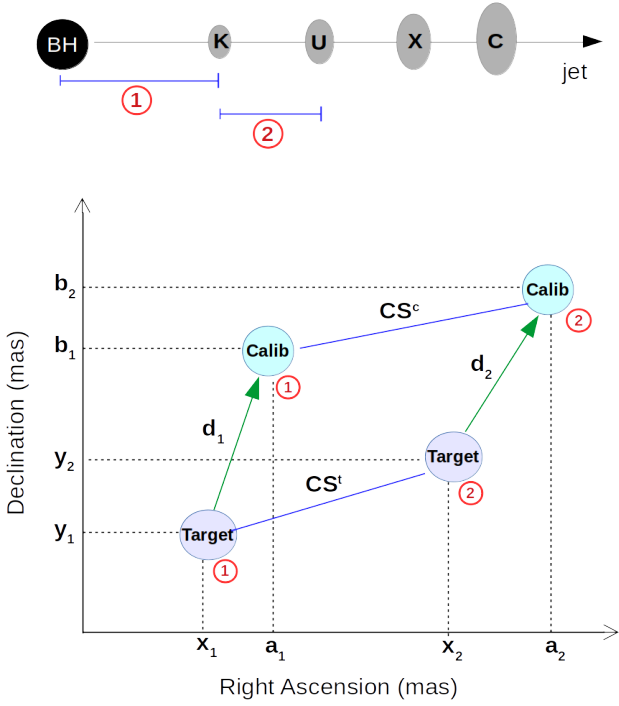 BH K U X C
jet
1
2
b2
Calib
CSc
b1
Calib
2
1
d2
d1
y2
Target
CSt
2
y1
Target
1
x1 a1 x2 a2
Right Ascension (mas)
Declination (mas)